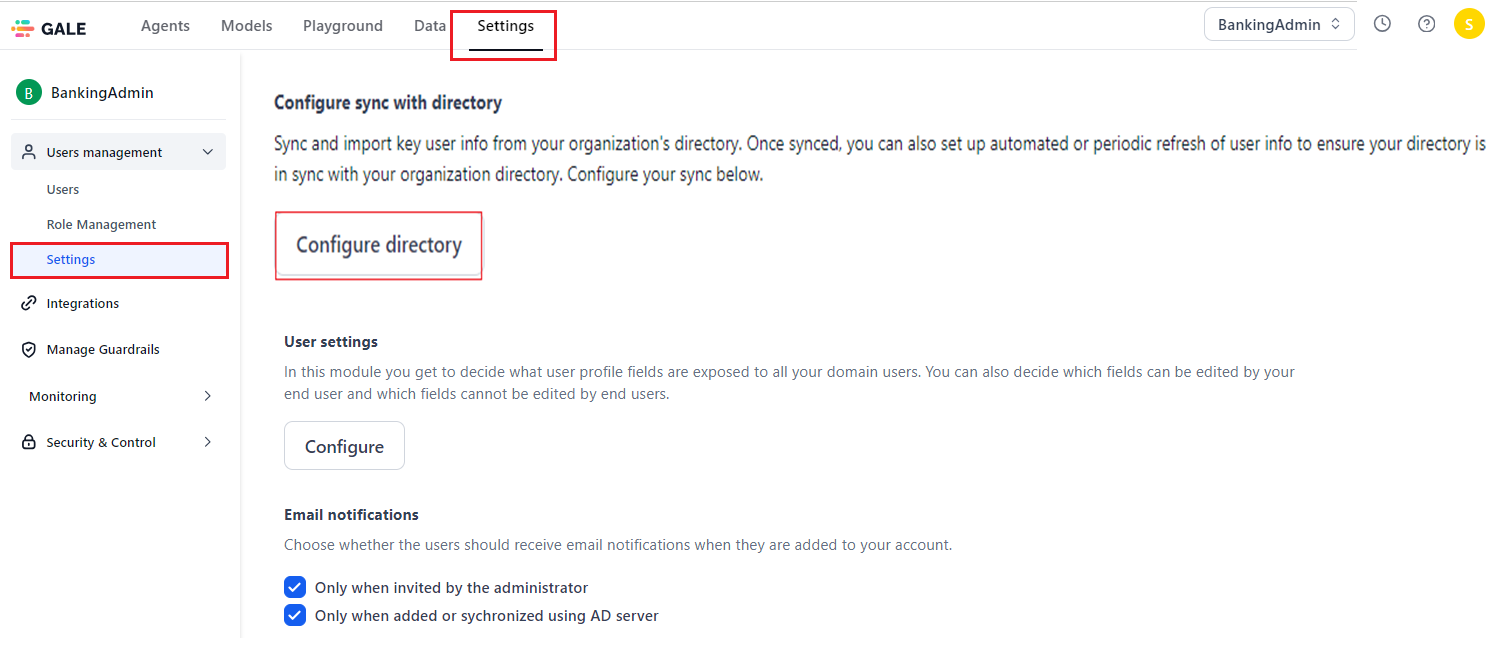 GALE Agents Models Playground Data Settings BankingAdmin S
B BankingAdmin
Users management
Users
Role Management
Settings
Integrations
Manage Guardrails
Monitoring
Security & Control
Configure sync with directory
Sync and import key user info from your organization's directory. Once synced, you can also set up automated or periodic refresh of user info to ensure your directory is
in sync with your organization directory. Configure your sync below.
Configure directory
User settings
In this module you get to decide what user profile fields are exposed to all your domain users. You can also decide which fields can be edited by your
end user and which fields cannot be edited by end users.
Configure
Email notifications
Choose whether the users should receive email notifications when they are added to your account.
Only when invited by the administrator
Only when added or sychronized using AD server